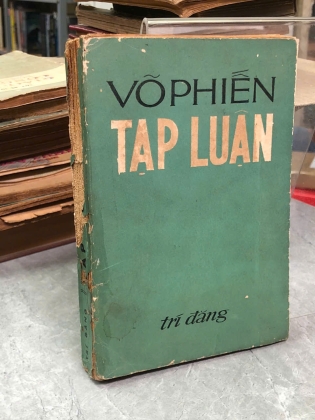 VÕ PHIẾN
TẠP LUẬN
trí đăng